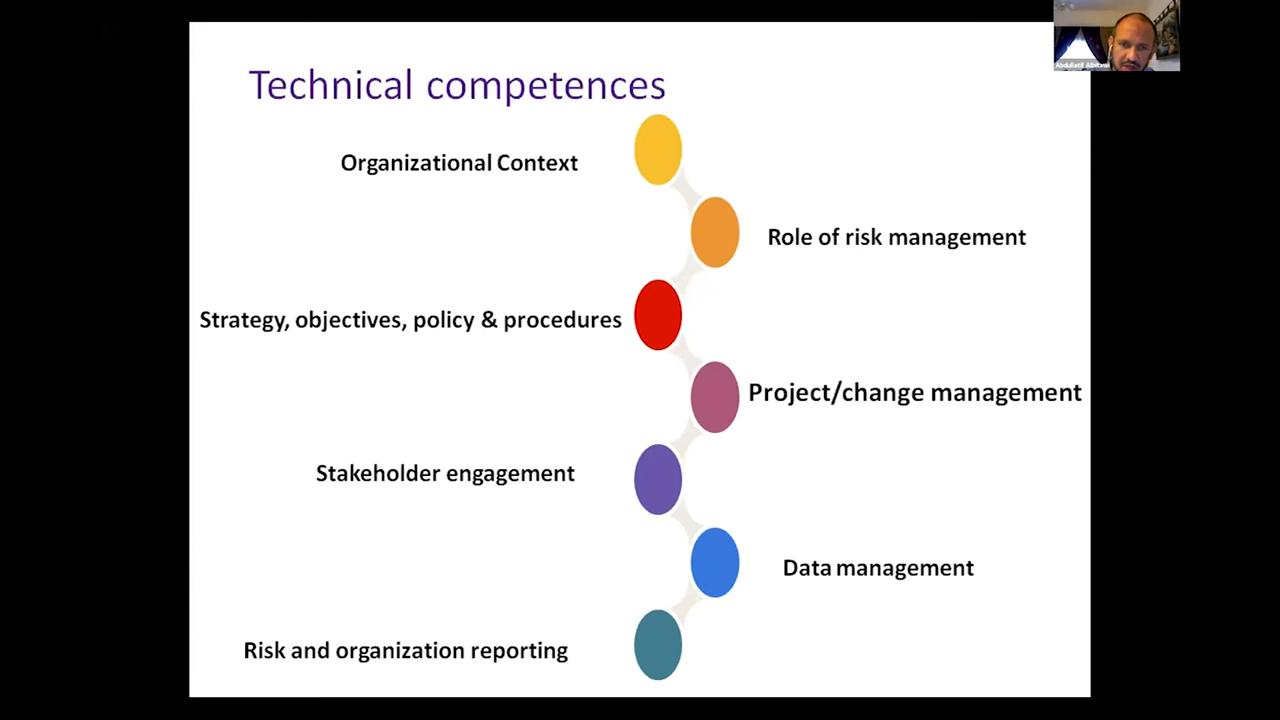 Technical competences
Organizational Context
Role of risk management
Strategy, objectives, policy & procedures
Project/change management
Stakeholder engagement
Data management
Risk and organization reporting